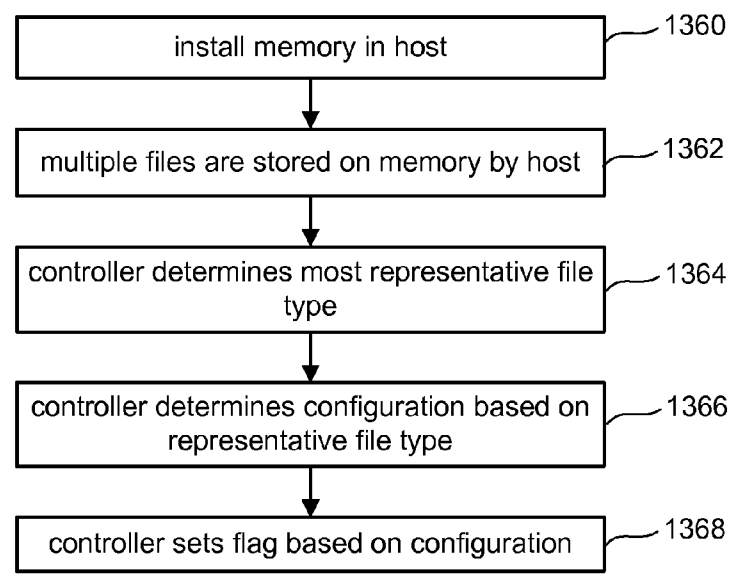 install memory in host
1360
multiple files are stored on memory by host
1362
controller determines most representative file
type
1364
controller determines configuration based on
representative file type
1366
controller sets flag based on configuration
1368